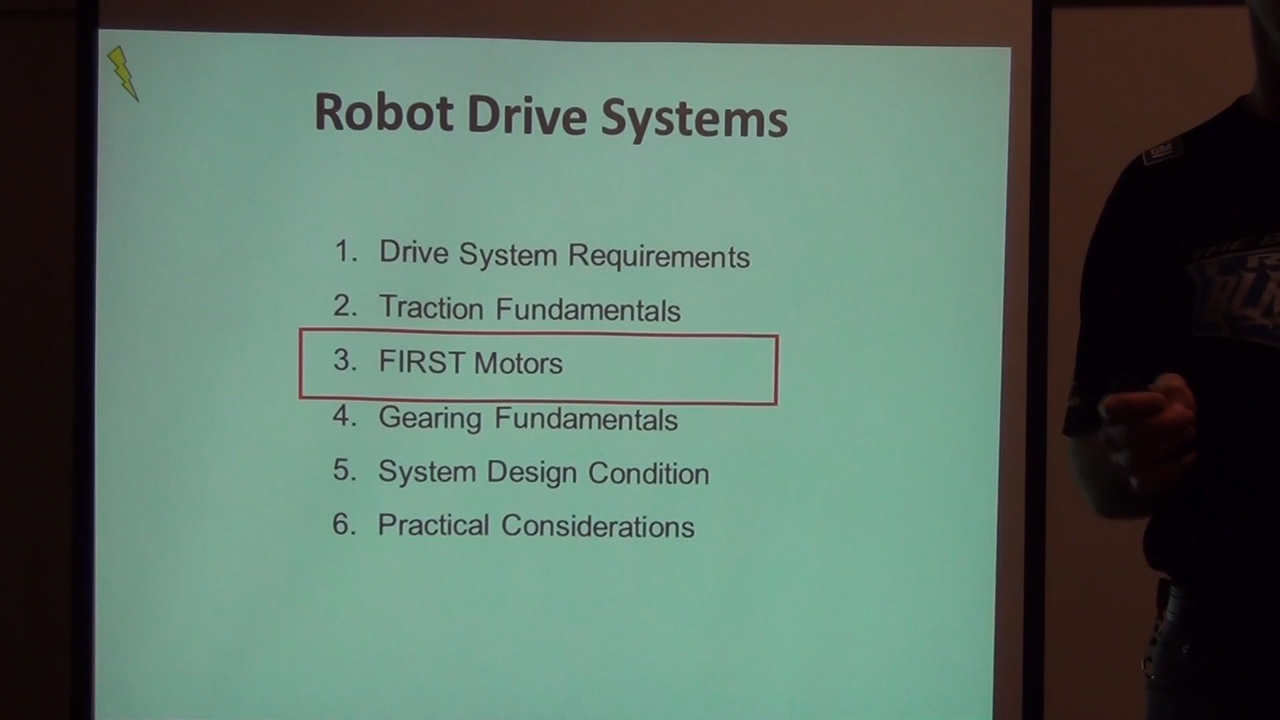 Robot Drive Systems
1. Drive System Requirements
2. Traction Fundamentals
3. FIRST Motors
4. Gearing Fundamentals
5. System Design Condition
6. Practical Considerations
GM